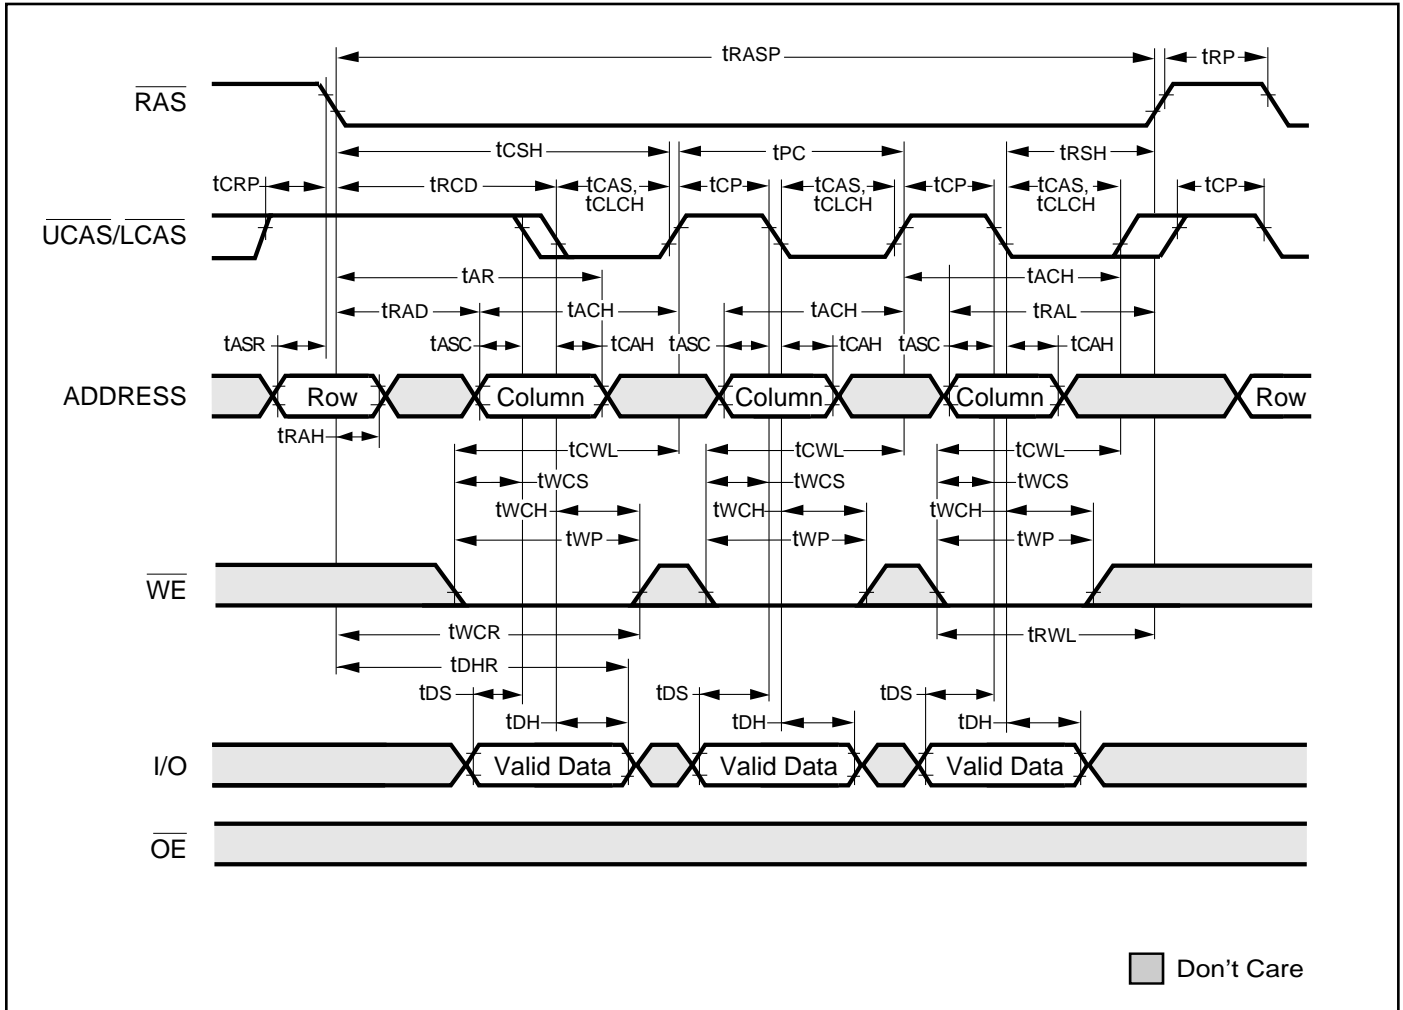 tRASP tRP
RAS
tCSH tPC tRSH
tCRP tRCD tCAS, tCLCH tCP tCAS, tCLCH tCP tCAS, tCLCH tCP
UCAS/LCAS
tAR tACH
tRAD tACH tACH tRAL
tASR tASC tCAH tASC tCAH tASC tCAH
ADDRESS Row Column Column Column Row
tRAH
tCWL tCWL tCWL
tWCS tWCS tWCS
tWCH tWCH tWCH
tWP tWP tWP
WE
tWCR tRWL
tDHR
tDS tDS tDS
tDH tDH tDH
I/O Valid Data Valid Data Valid Data
OE
Don't Care